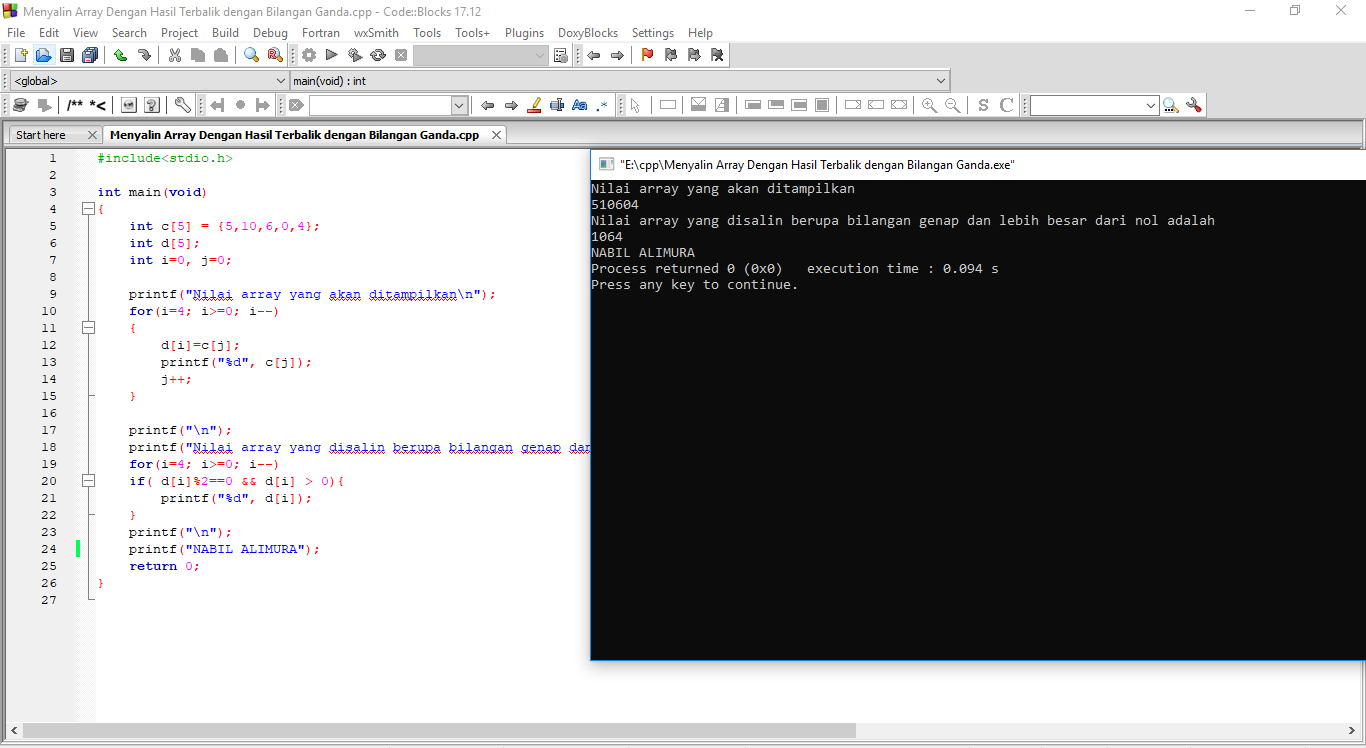 Menyalin Array Dengan Hasil Terbalik dengan Bilangan Ganda.cpp - Code::Blocks 17.12
File Edit View Search Project Build Debug Fortran wxSmith Tools Tools+ Plugins DoxyBlocks Settings Help
<global> main(void) : int
/** *< Aa .* S C
Start here Menyalin Array Dengan Hasil Terbalik dengan Bilangan Ganda.cpp
1 #include<stdio.h>
2
3 int main(void)
4 {
5 int c[5] = {5,10,6,0,4};
6 int d[5];
7 int i=0, j=0;
8
9 printf("Nilai array yang akan ditampilkan\n");
10 for(i=4; i>=0; i--)
11 {
12 d[i]=c[j];
13 printf("%d", c[j]);
14 j++;
15 }
16
17 printf("\n");
18 printf("Nilai array yang disalin berupa bilangan genap dan
19 for(i=4; i>=0; i--)
20 if( d[i]%2==0 && d[i] > 0){
21 printf("%d", d[i]);
22 }
23 printf("\n");
24 printf("NABIL ALIMURA");
25 return 0;
26 }
27
"E:\cpp\Menyalin Array Dengan Hasil Terbalik dengan Bilangan Ganda.exe"
Nilai array yang akan ditampilkan
510604
Nilai array yang disalin berupa bilangan genap dan lebih besar dari nol adalah
1064
NABIL ALIMURA
Process returned 0 (0x0) execution time : 0.094 s
Press any key to continue.